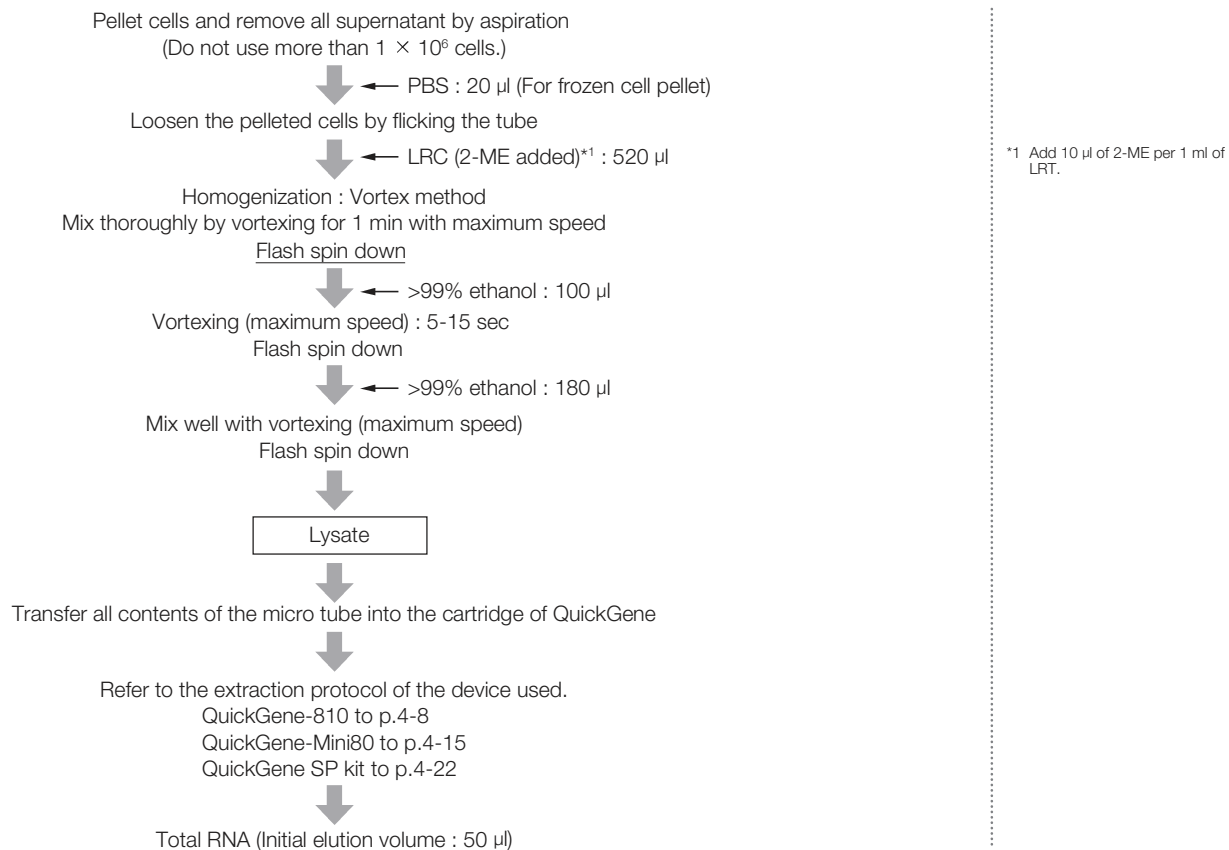 Pellet cells and remove all supernatant by aspiration
(Do not use more than 1 × 10⁶ cells.)
PBS : 20 µl (For frozen cell pellet)
Loosen the pelleted cells by flicking the tube
LRC (2-ME added)*¹ : 520 µl
*1 Add 10 µl of 2-ME per 1 ml of
LRT.
Homogenization : Vortex method
Mix thoroughly by vortexing for 1 min with maximum speed
Flash spin down
>99% ethanol : 100 µl
Vortexing (maximum speed) : 5-15 sec
Flash spin down
>99% ethanol : 180 µl
Mix well with vortexing (maximum speed)
Flash spin down
Lysate
Transfer all contents of the micro tube into the cartridge of QuickGene
Refer to the extraction protocol of the device used.
QuickGene-810 to p.4-8
QuickGene-Mini80 to p.4-15
QuickGene SP kit to p.4-22
Total RNA (Initial elution volume : 50 µl)